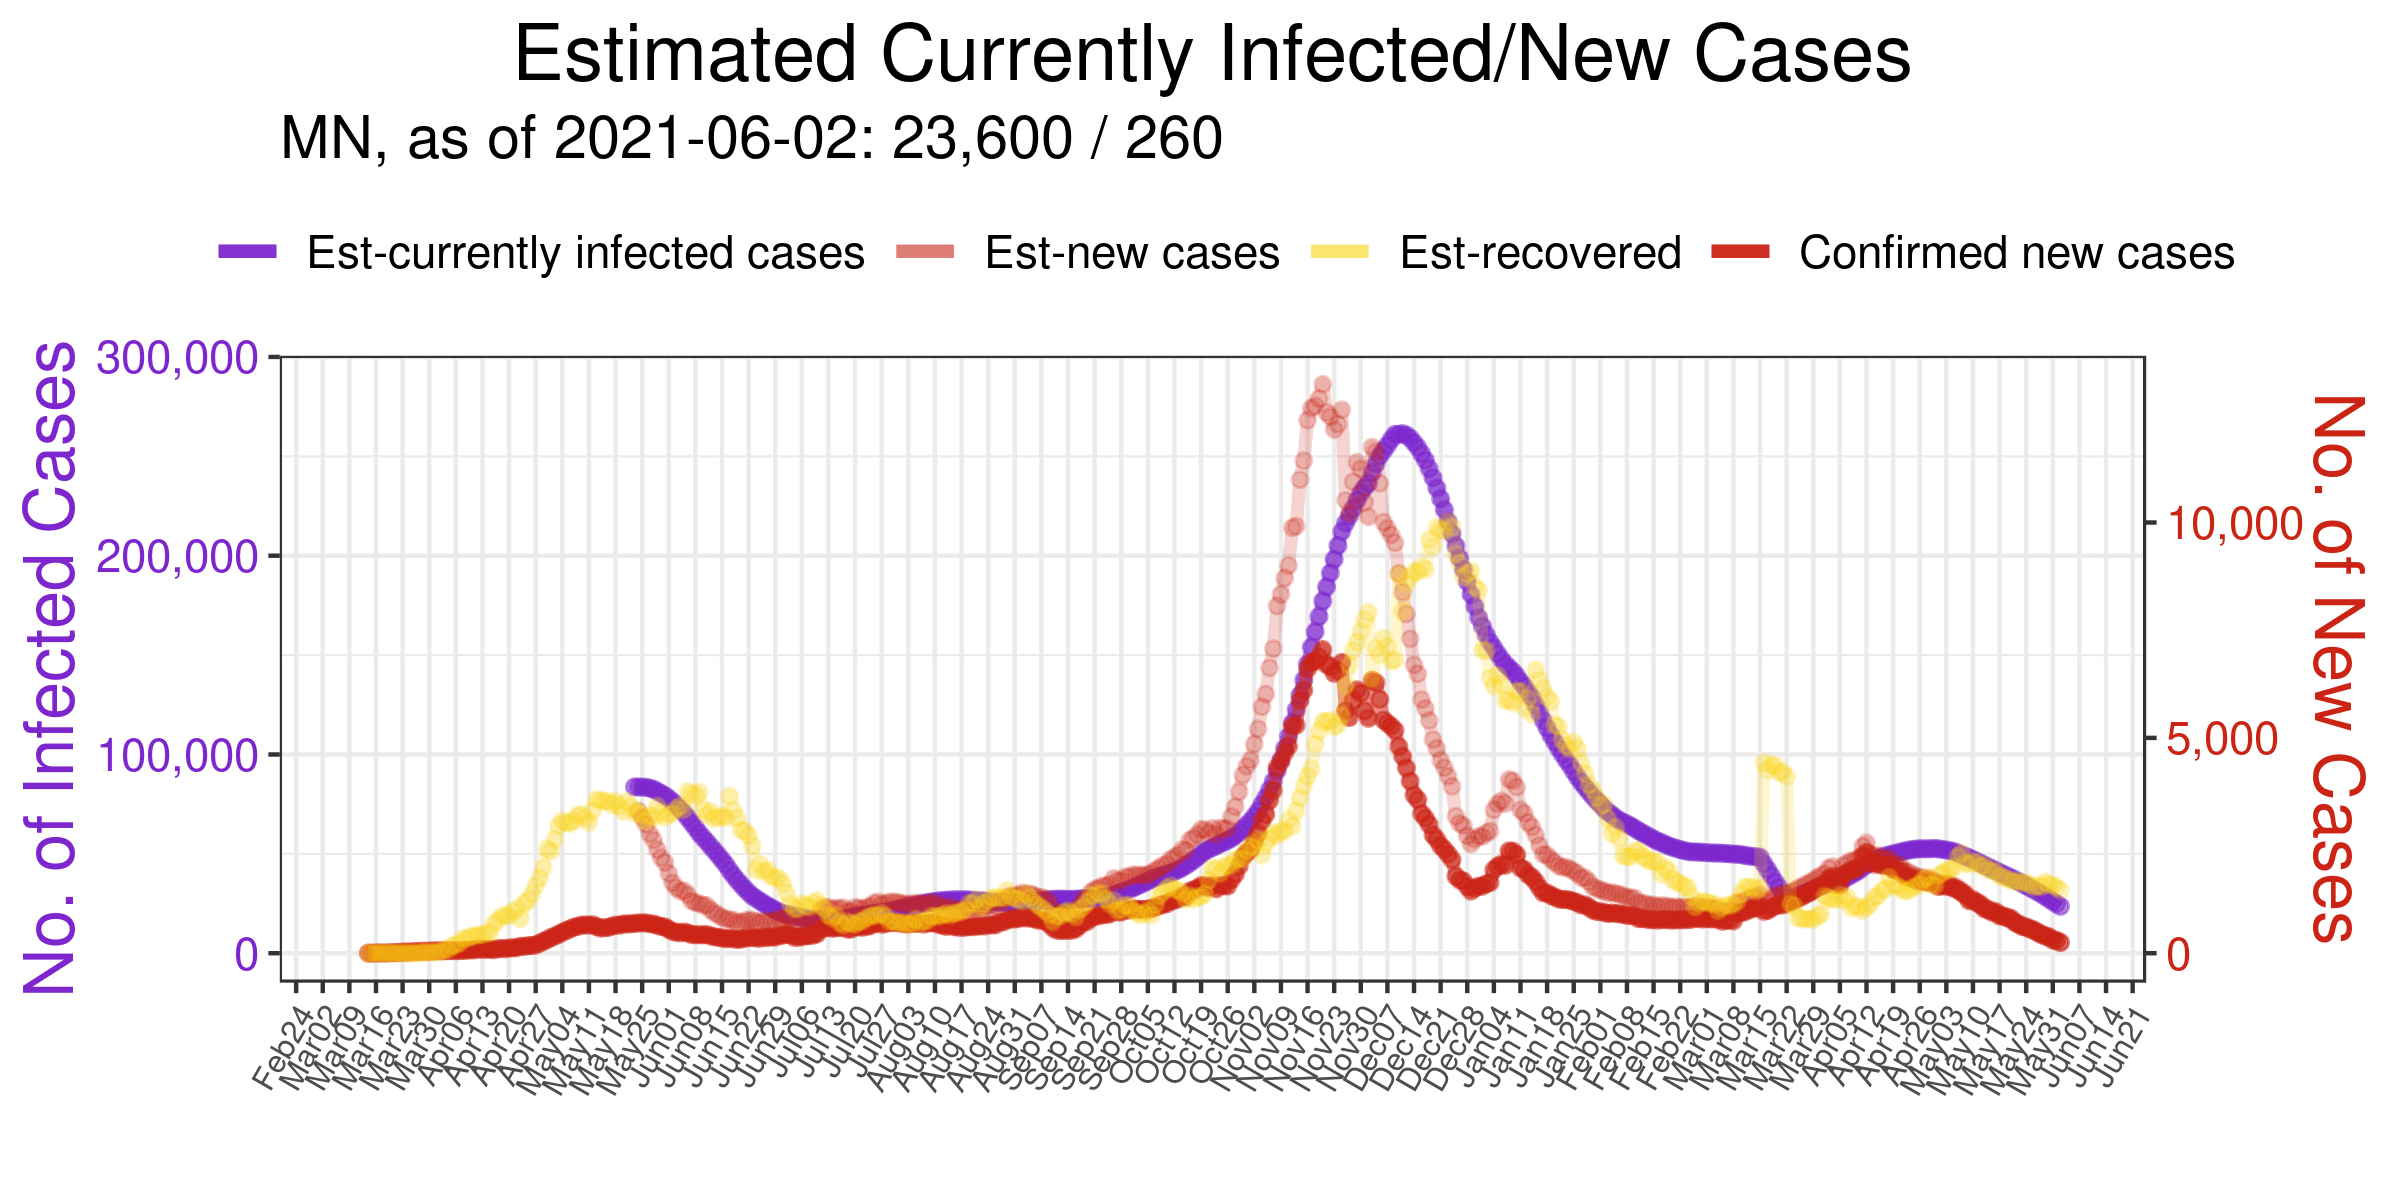 Estimated Currently Infected/New Cases
MN, as of 2021-06-02: 23,600 / 260
Est-currently infected cases
Est-new cases
Est-recovered
Confirmed new cases
No. of Infected Cases
300,000
200,000
100,000
0
No. of New Cases
10,000
5,000
0
Feb24
Mar02
Mar09
Mar16
Mar23
Mar30
Apr06
Apr13
Apr20
Apr27
May04
May11
May18
May25
Jun01
Jun08
Jun15
Jun22
Jun29
Jul06
Jul13
Jul20
Jul27
Aug03
Aug10
Aug17
Aug24
Aug31
Sep07
Sep14
Sep21
Sep28
Oct05
Oct12
Oct19
Oct26
Nov02
Nov09
Nov16
Nov23
Nov30
Dec07
Dec14
Dec21
Dec28
Jan04
Jan11
Jan18
Jan25
Feb01
Feb08
Feb15
Feb22
Mar01
Mar08
Mar15
Mar22
Mar29
Apr05
Apr12
Apr19
Apr26
May03
May10
May17
May24
May31
Jun07
Jun14
Jun21